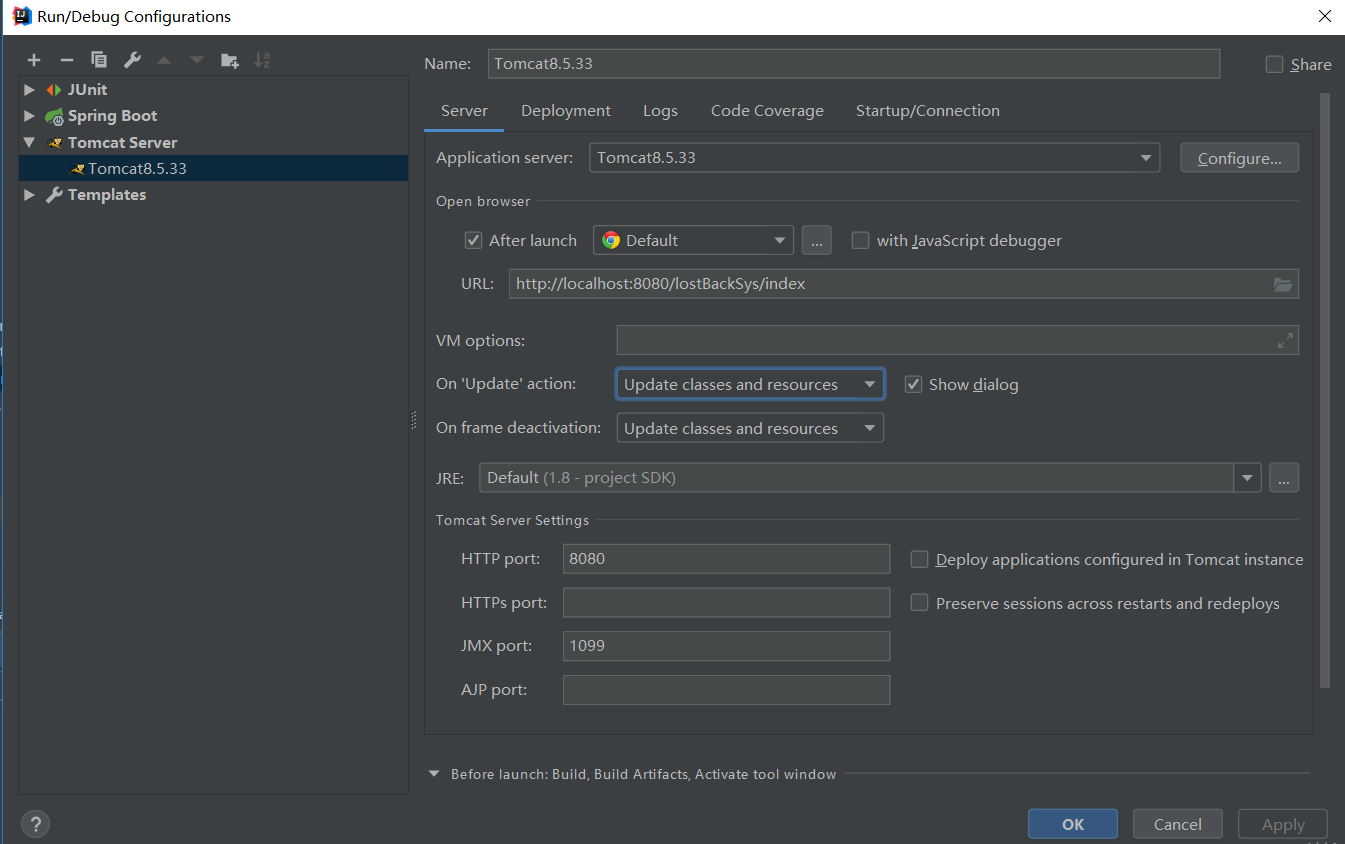 Run/Debug Configurations
Name: Tomcat8.5.33 Share
JUnit
Spring Boot
Tomcat Server
Tomcat8.5.33
Templates
Server Deployment Logs Code Coverage Startup/Connection
Application server: Tomcat8.5.33 Configure...
Open browser
After launch Default ... with JavaScript debugger
URL: http://localhost:8080/lostBackSys/index
VM options:
On 'Update' action: Update classes and resources Show dialog
On frame deactivation: Update classes and resources
JRE: Default (1.8 - project SDK) ...
Tomcat Server Settings
HTTP port: 8080 Deploy applications configured in Tomcat instance
HTTPs port: Preserve sessions across restarts and redeploys
JMX port: 1099
AJP port:
Before launch: Build, Build Artifacts, Activate tool window
? OK Cancel Apply